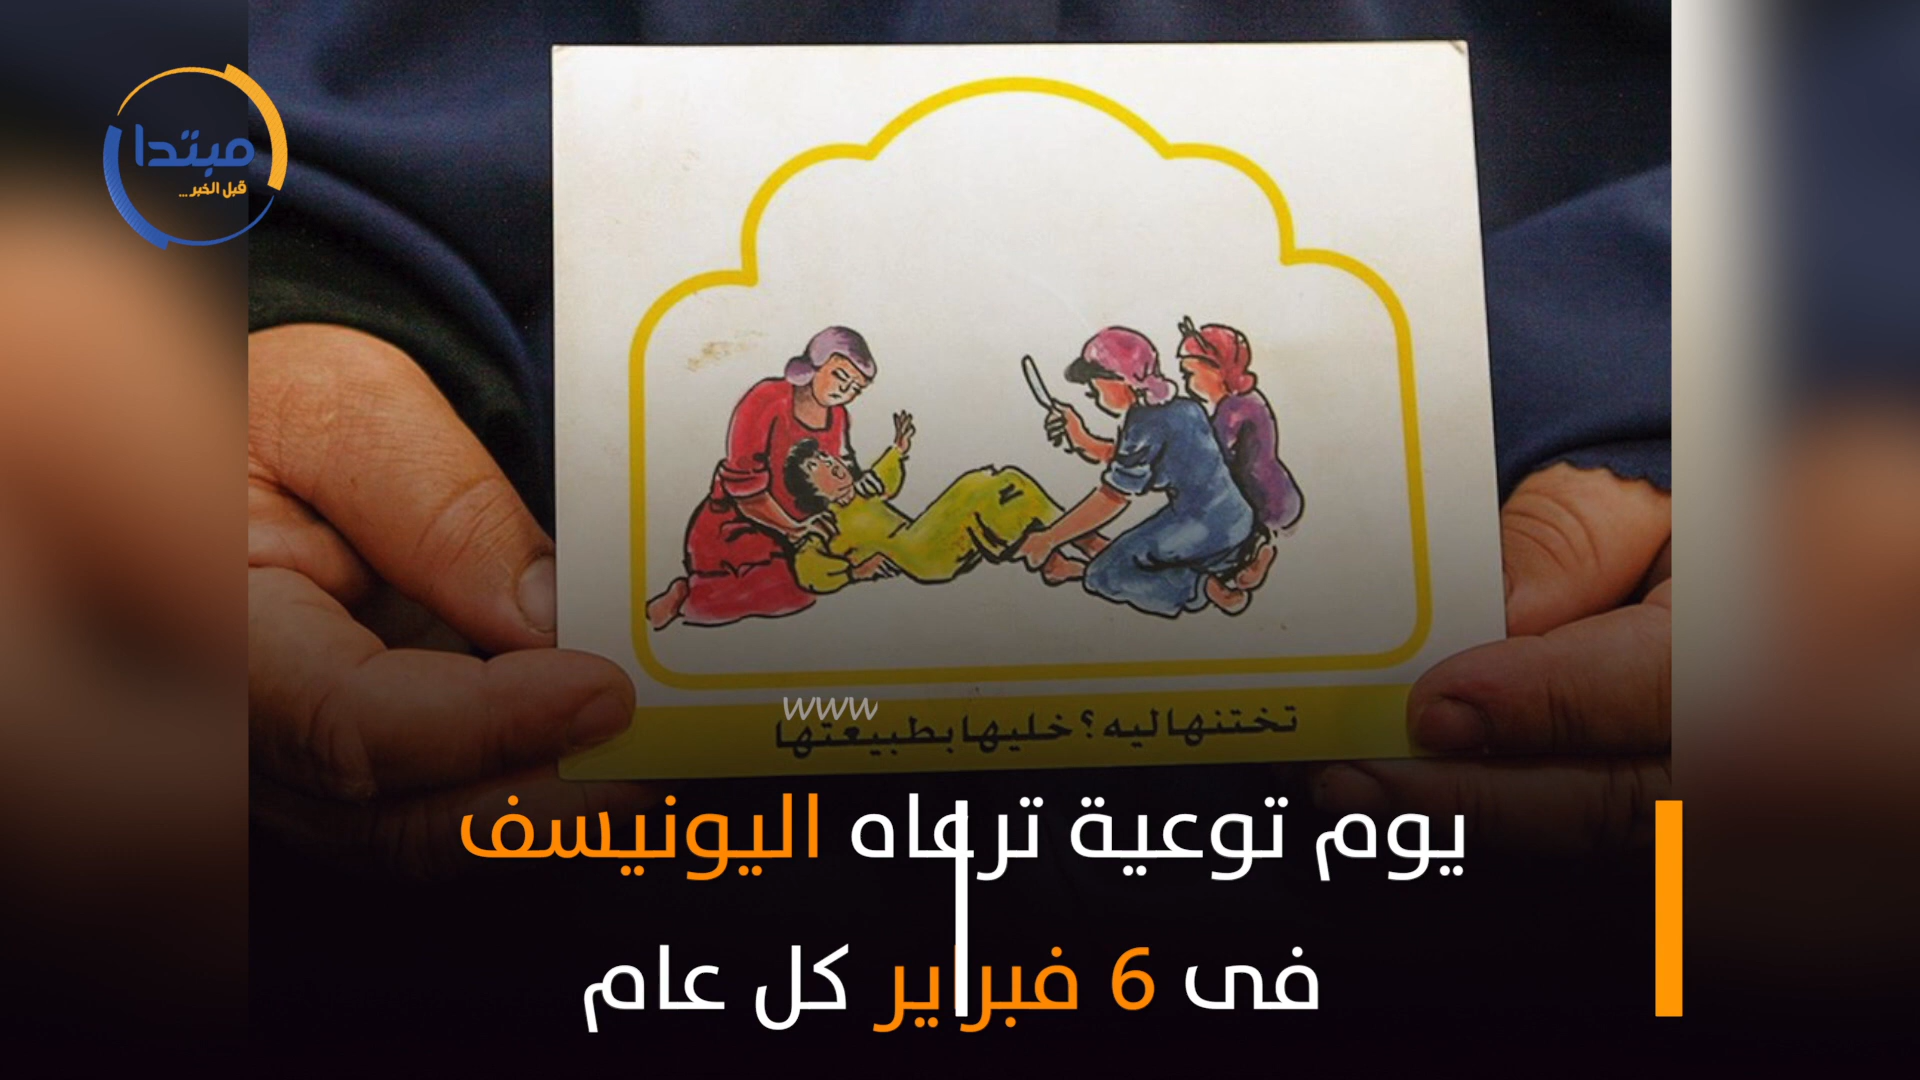 مبتدا
قبل الخبر...
تختنها ليه؟ خليها بطبيعتها
www
يوم توعية ترعاه اليونيسف
فى 6 فبراير كل عام